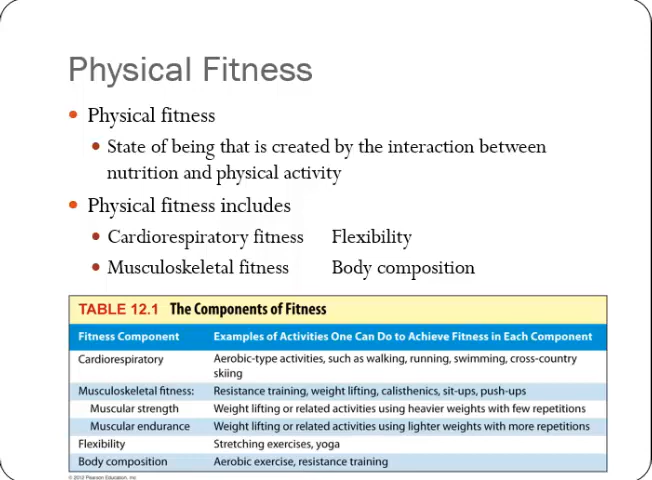 Physical Fitness
Physical fitness
State of being that is created by the interaction between
nutrition and physical activity
Physical fitness includes
Cardiorespiratory fitness Flexibility
Musculoskeletal fitness Body composition
TABLE 12.1 The Components of Fitness
Fitness Component Examples of Activities One Can Do to Achieve Fitness in Each Component
Cardiorespiratory Aerobic-type activities, such as walking, running, swimming, cross-country
skiing
Musculoskeletal fitness: Resistance training, weight lifting, calisthenics, sit-ups, push-ups
Muscular strength Weight lifting or related activities using heavier weights with few repetitions
Muscular endurance Weight lifting or related activities using lighter weights with more repetitions
Flexibility Stretching exercises, yoga
Body composition Aerobic exercise, resistance training
© 2012 Pearson Education, Inc.